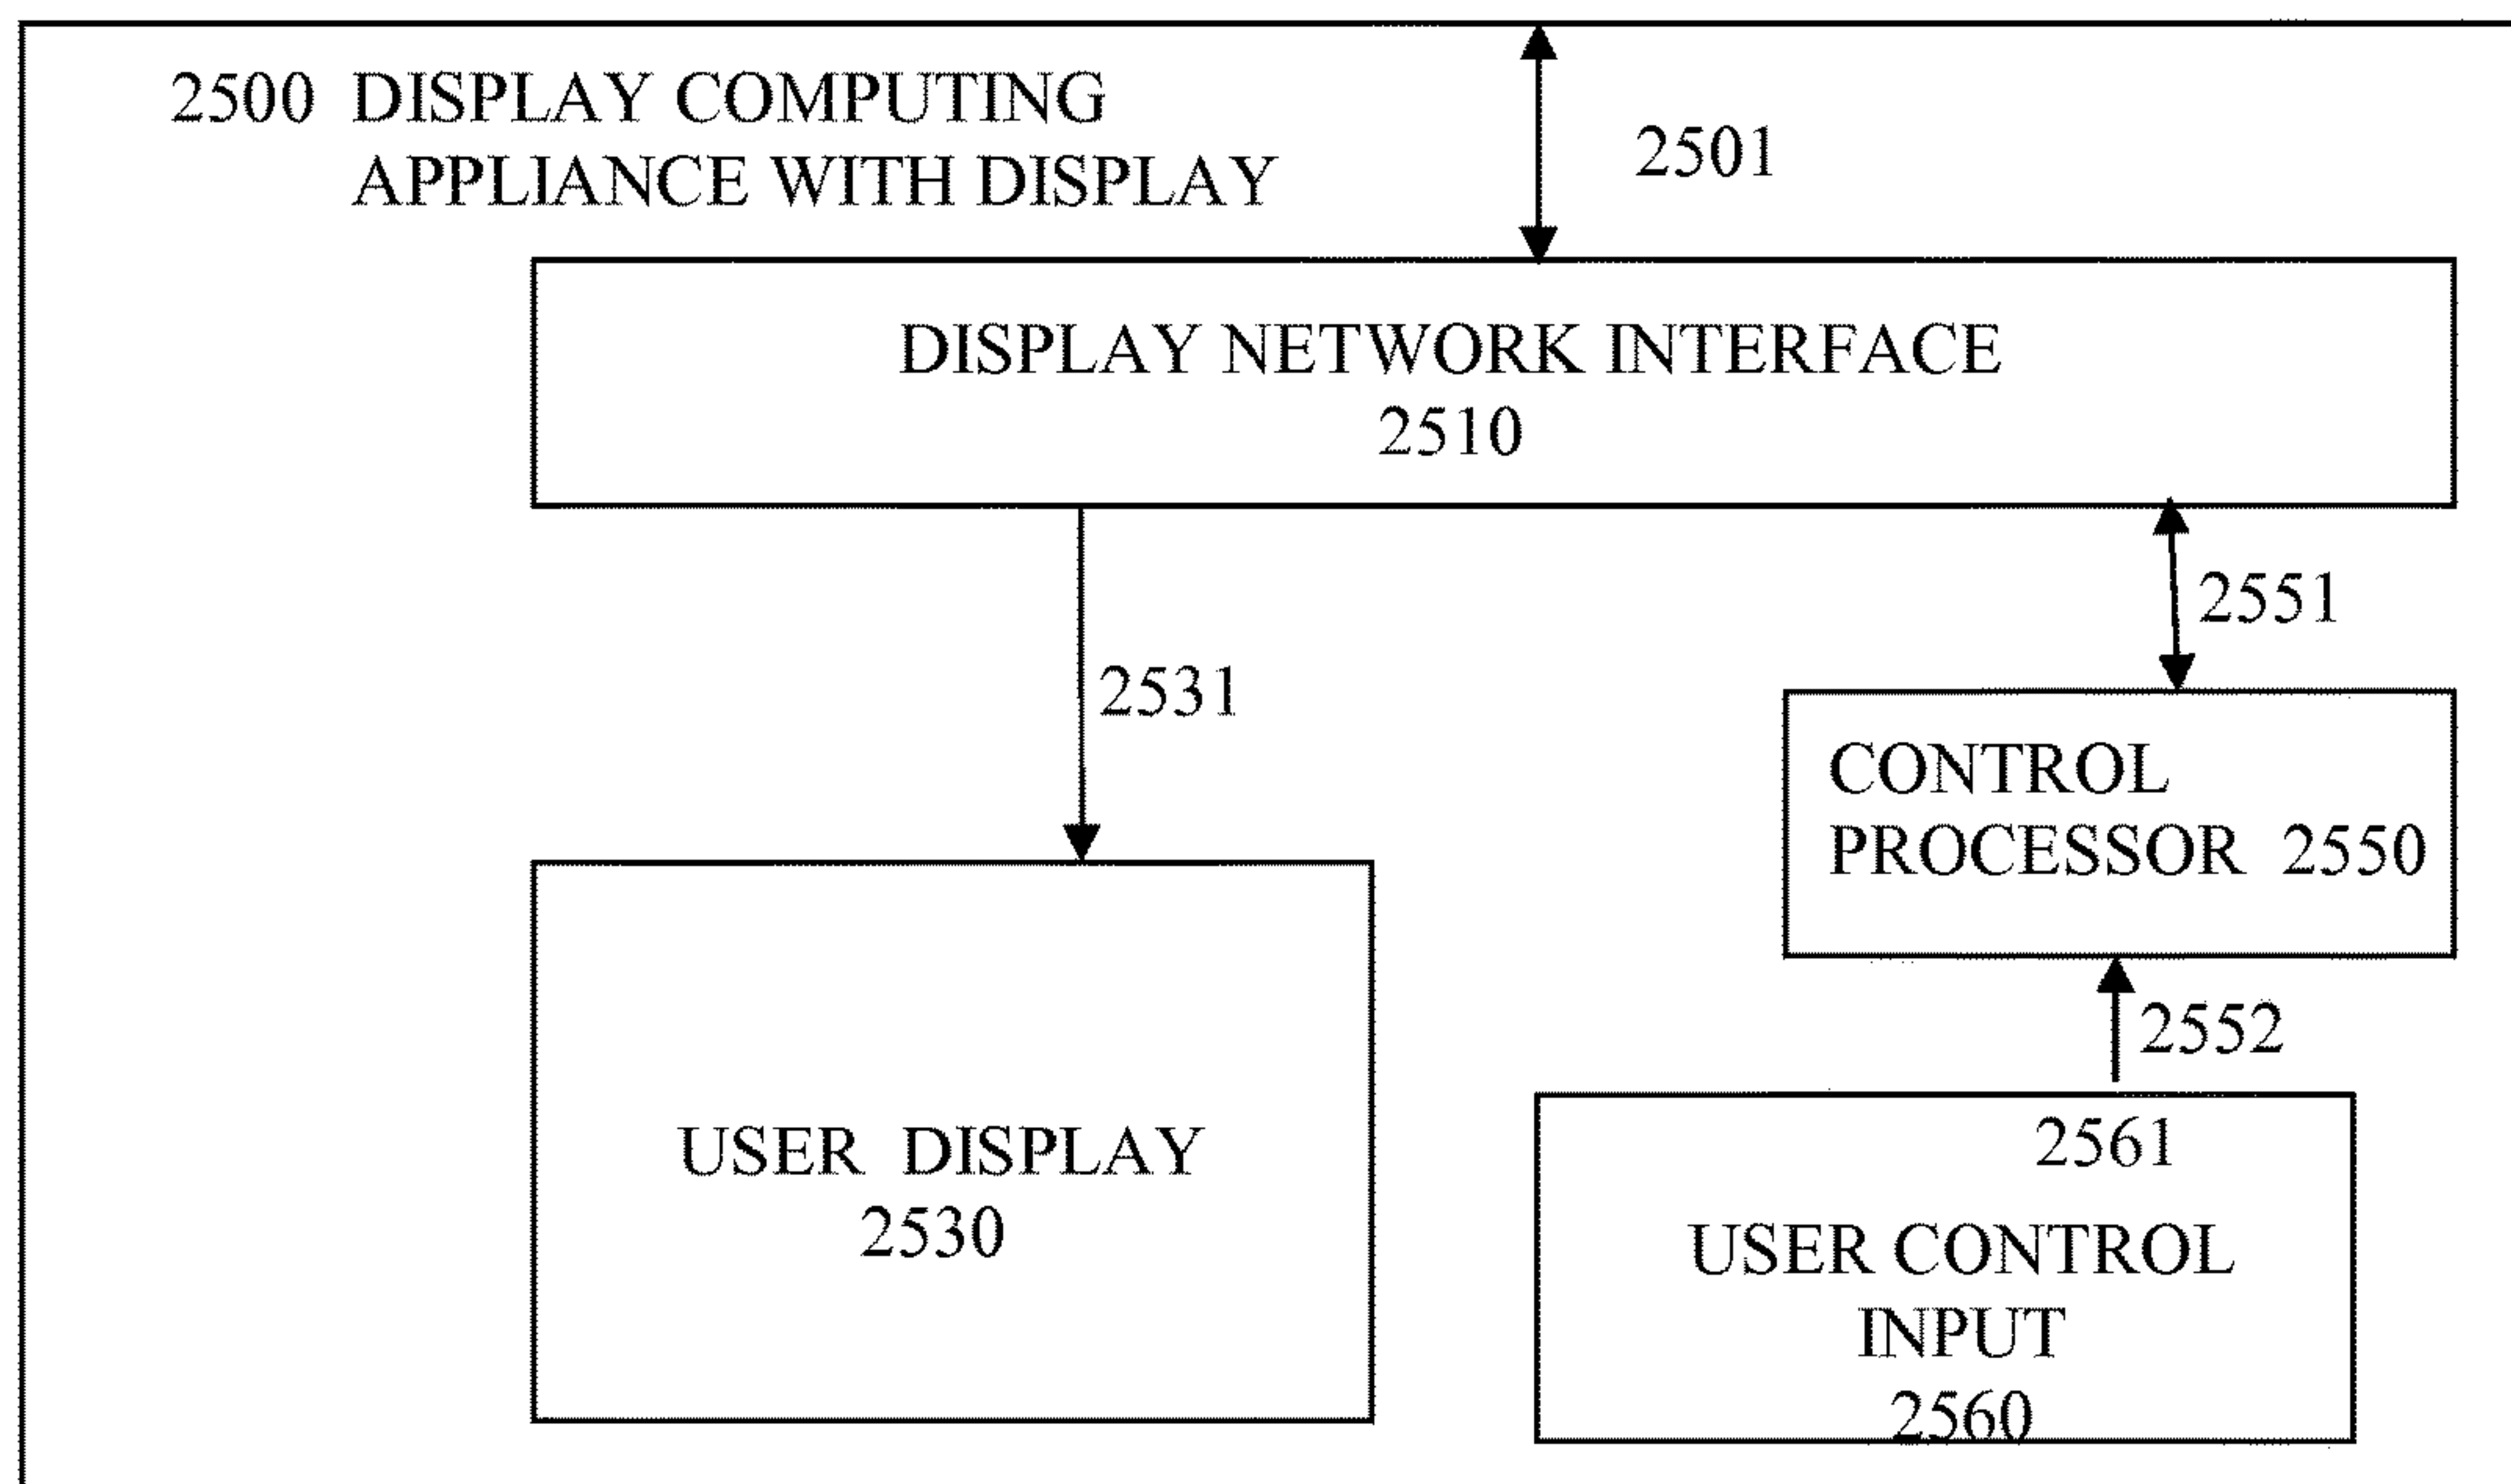 2500 DISPLAY COMPUTING
APPLIANCE WITH DISPLAY
2501
DISPLAY NETWORK INTERFACE
2510
2551
2531
CONTROL
PROCESSOR 2550
2552
2561
USER DISPLAY
2530
USER CONTROL
INPUT
2560